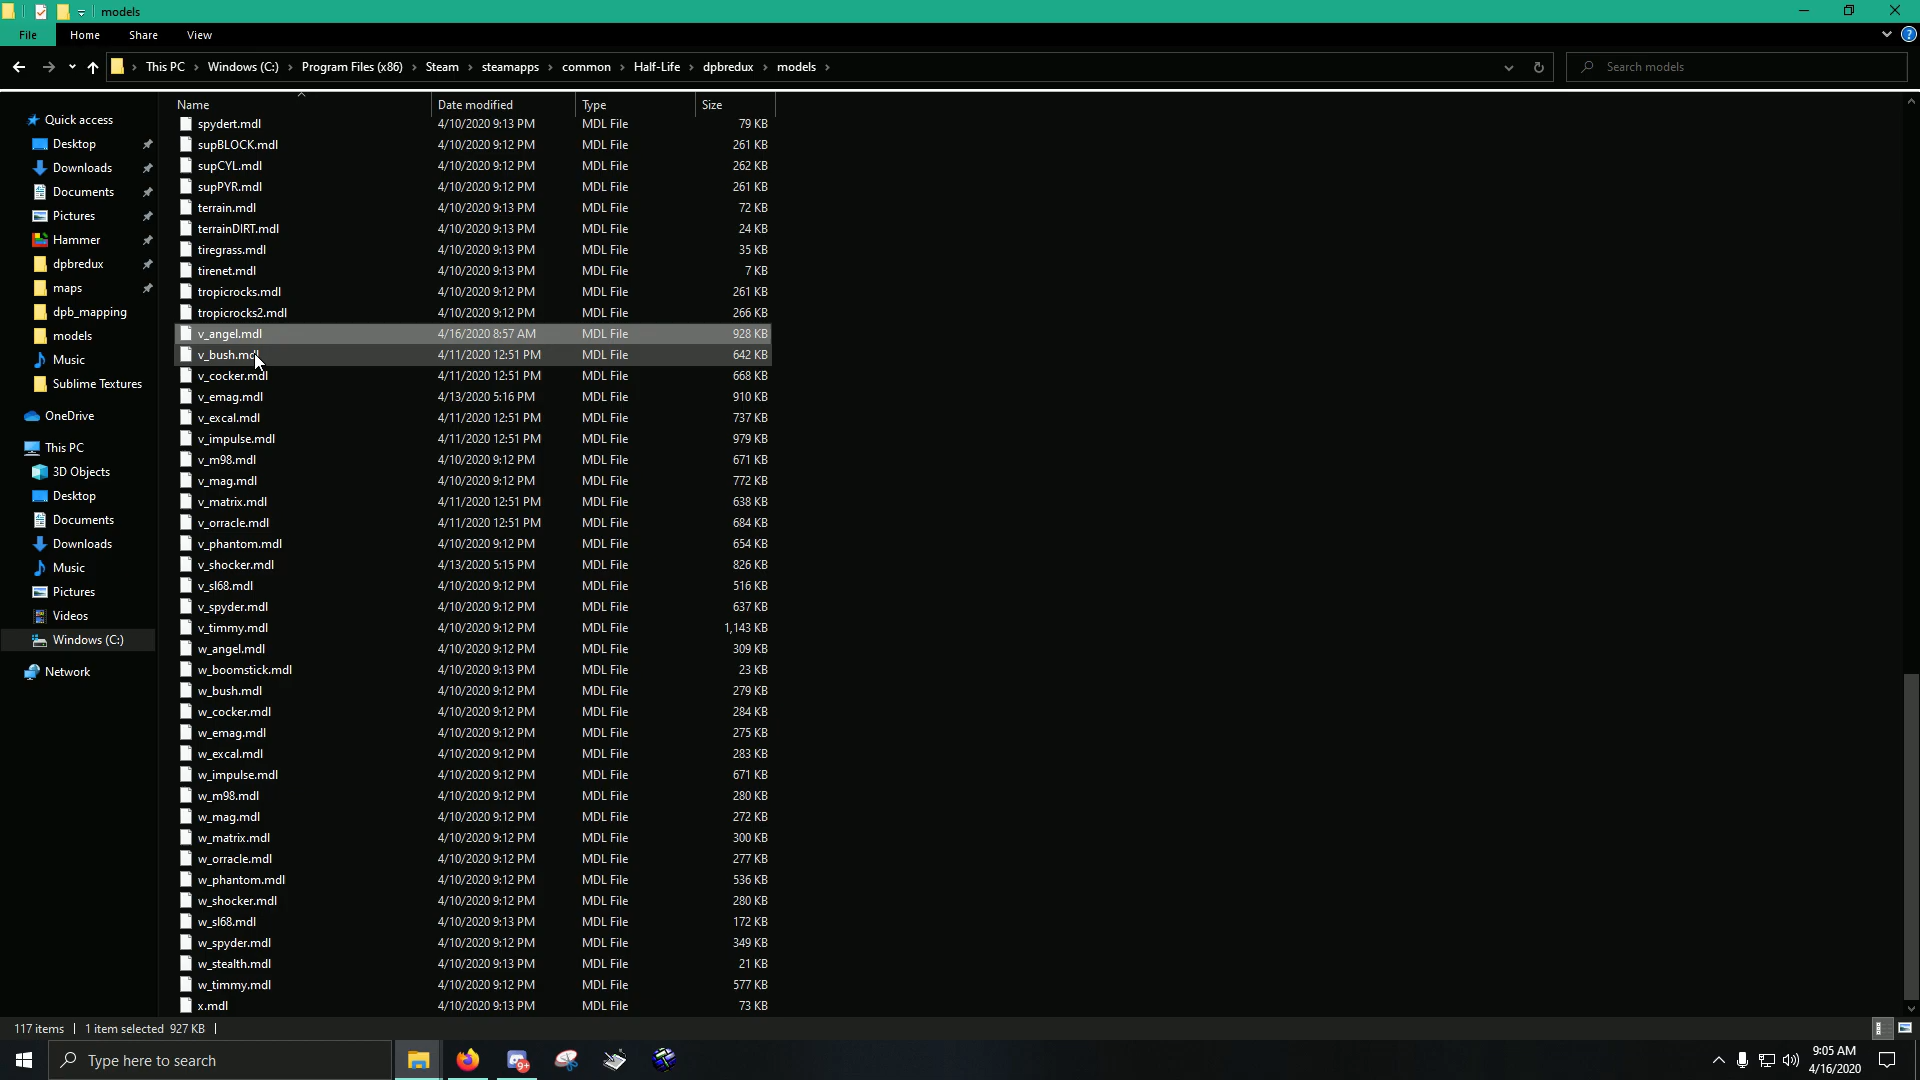 models
File Home Share View
This PC Windows (C:) Program Files (x86) Steam steamapps common Half-Life dpbredux models Search models
Name Date modified Type Size
Quick access
Desktop
Downloads
Documents
Pictures
Hammer
dpbredux
maps
dpb_mapping
models
Music
Sublime Textures
OneDrive
This PC
3D Objects
Desktop
Documents
Downloads
Music
Pictures
Videos
Windows (C:)
Network
spydert.mdl 4/10/2020 9:13 PM MDL File 79 KB
supBLOCK.mdl 4/10/2020 9:12 PM MDL File 261 KB
supCYL.mdl 4/10/2020 9:12 PM MDL File 262 KB
supPYR.mdl 4/10/2020 9:12 PM MDL File 261 KB
terrain.mdl 4/10/2020 9:13 PM MDL File 72 KB
terrainDIRT.mdl 4/10/2020 9:13 PM MDL File 24 KB
tiregrass.mdl 4/10/2020 9:13 PM MDL File 35 KB
tirenet.mdl 4/10/2020 9:13 PM MDL File 7 KB
tropicrocks.mdl 4/10/2020 9:12 PM MDL File 261 KB
tropicrocks2.mdl 4/10/2020 9:12 PM MDL File 266 KB
v_angel.mdl 4/16/2020 8:57 AM MDL File 928 KB
v_bush.mdl 4/11/2020 12:51 PM MDL File 642 KB
v_cocker.mdl 4/11/2020 12:51 PM MDL File 668 KB
v_emag.mdl 4/13/2020 5:16 PM MDL File 910 KB
v_excal.mdl 4/11/2020 12:51 PM MDL File 737 KB
v_impulse.mdl 4/11/2020 12:51 PM MDL File 979 KB
v_m98.mdl 4/10/2020 9:12 PM MDL File 671 KB
v_mag.mdl 4/10/2020 9:12 PM MDL File 772 KB
v_matrix.mdl 4/11/2020 12:51 PM MDL File 638 KB
v_orracle.mdl 4/11/2020 12:51 PM MDL File 684 KB
v_phantom.mdl 4/10/2020 9:12 PM MDL File 654 KB
v_shocker.mdl 4/13/2020 5:15 PM MDL File 826 KB
v_sl68.mdl 4/10/2020 9:12 PM MDL File 516 KB
v_spyder.mdl 4/10/2020 9:12 PM MDL File 637 KB
v_timmy.mdl 4/10/2020 9:12 PM MDL File 1,143 KB
w_angel.mdl 4/10/2020 9:12 PM MDL File 309 KB
w_boomstick.mdl 4/10/2020 9:13 PM MDL File 23 KB
w_bush.mdl 4/10/2020 9:12 PM MDL File 279 KB
w_cocker.mdl 4/10/2020 9:12 PM MDL File 284 KB
w_emag.mdl 4/10/2020 9:12 PM MDL File 275 KB
w_excal.mdl 4/10/2020 9:12 PM MDL File 283 KB
w_impulse.mdl 4/10/2020 9:12 PM MDL File 671 KB
w_m98.mdl 4/10/2020 9:12 PM MDL File 280 KB
w_mag.mdl 4/10/2020 9:12 PM MDL File 272 KB
w_matrix.mdl 4/10/2020 9:12 PM MDL File 300 KB
w_orracle.mdl 4/10/2020 9:12 PM MDL File 277 KB
w_phantom.mdl 4/10/2020 9:12 PM MDL File 536 KB
w_shocker.mdl 4/10/2020 9:12 PM MDL File 280 KB
w_sl68.mdl 4/10/2020 9:13 PM MDL File 172 KB
w_spyder.mdl 4/10/2020 9:12 PM MDL File 349 KB
w_stealth.mdl 4/10/2020 9:13 PM MDL File 21 KB
w_timmy.mdl 4/10/2020 9:12 PM MDL File 577 KB
x.mdl 4/10/2020 9:13 PM MDL File 73 KB
117 items 1 item selected 927 KB
Type here to search 9:05 AM
4/16/2020